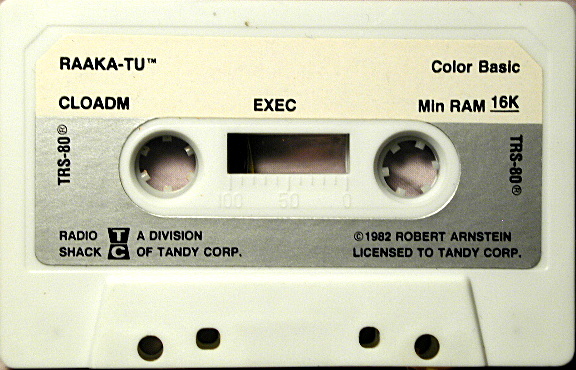 RAAKA-TU™ Color Basic
CLOADM EXEC Min RAM 16K
TRS-80® TRS-80®
100 50 0
RADIO TC A DIVISION ©1982 ROBERT ARNSTEIN
SHACK OF TANDY CORP. LICENSED TO TANDY CORP.